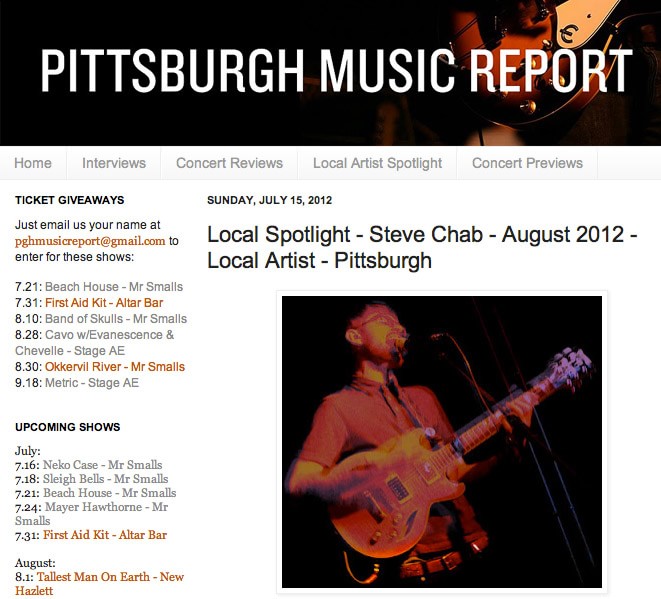 PITTSBURGH MUSIC REPORT
Home
Interviews
Concert Reviews
Local Artist Spotlight
Concert Previews
TICKET GIVEAWAYS
Just email us your name at
pghmusicreport@gmail.com to
enter for these shows:
7.21: Beach House - Mr Smalls
7.31: First Aid Kit - Altar Bar
8.10: Band of Skulls - Mr Smalls
8.28: Cavo w/Evanescence &
Chevelle - Stage AE
8.30: Okkervil River - Mr Smalls
9.18: Metric - Stage AE
UPCOMING SHOWS
July:
7.16: Neko Case - Mr Smalls
7.18: Sleigh Bells - Mr Smalls
7.21: Beach House - Mr Smalls
7.24: Mayer Hawthorne - Mr
Smalls
7.31: First Aid Kit - Altar Bar
August:
8.1: Tallest Man On Earth - New
Hazlett
SUNDAY, JULY 15, 2012
Local Spotlight - Steve Chab - August 2012 -
Local Artist - Pittsburgh